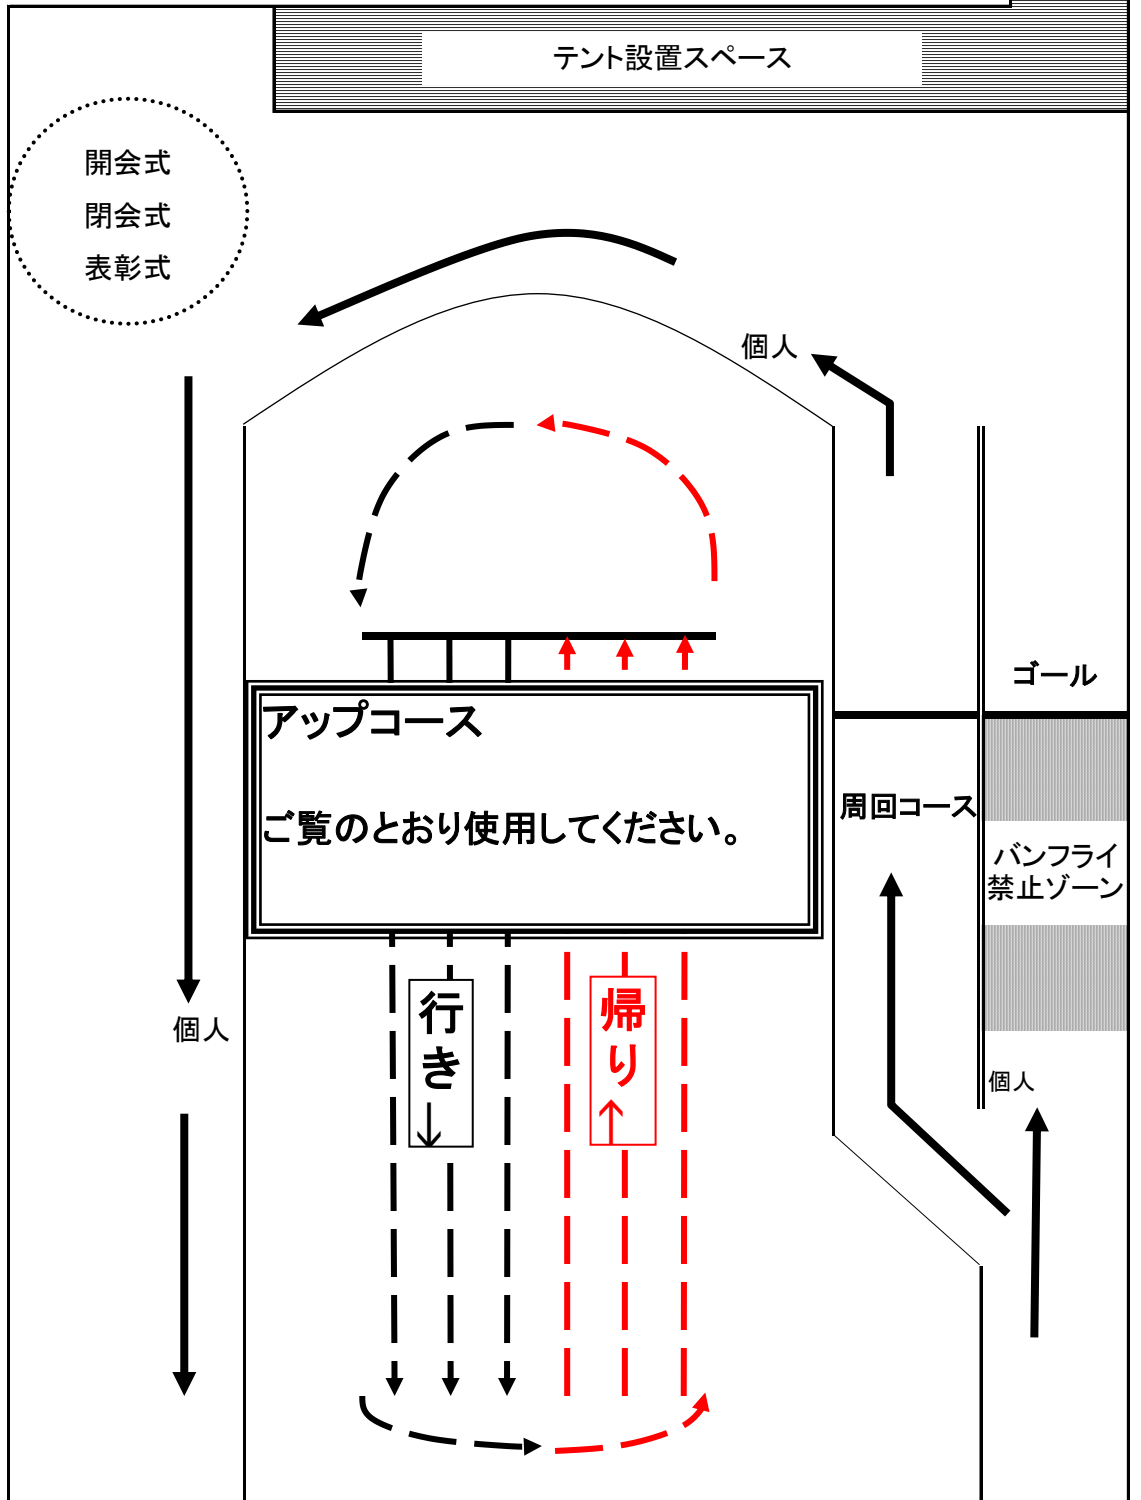 テント設置スペース
開会式
閉会式
表彰式
個人
ゴール
アップコース
周回コース
ご覧のとおり使用してください。
バンフライ
禁止ゾーン
行き↓
帰り↑
個人
個人